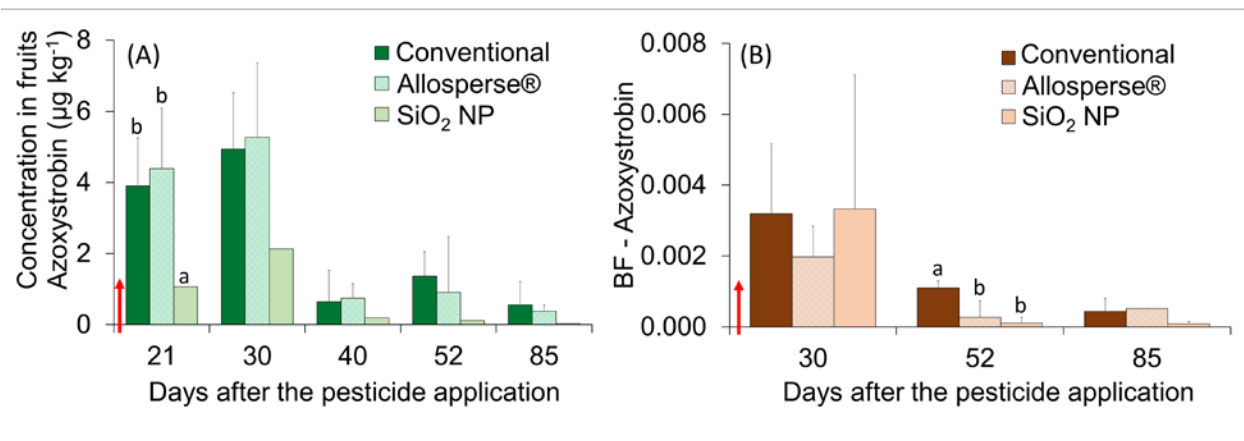 (A)
Concentration in fruits
Azoxystrobin (µg kg-1)
8
6
4
2
0
Conventional
Allosperse®
SiO2 NP
b
b
a
21 30 40 52 85
Days after the pesticide application
(B)
BF - Azoxystrobin
0.008
0.006
0.004
0.002
0.000
Conventional
Allosperse®
SiO2 NP
a
b
b
30 52 85
Days after the pesticide application